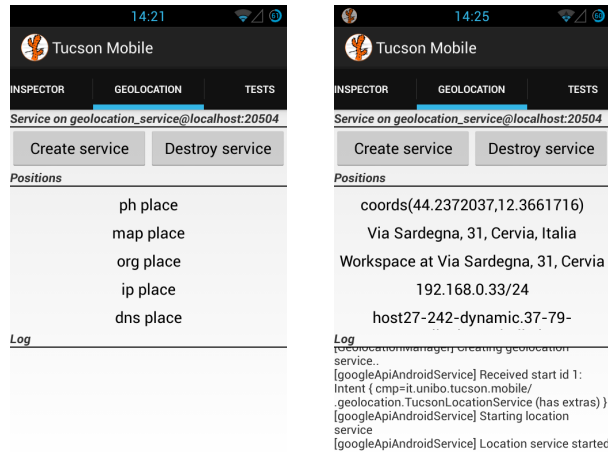 14:21
61
Tucson Mobile
INSPECTOR GEOLOCATION TESTS
Service on geolocation_service@localhost:20504
Create service Destroy service
Positions
ph place
map place
org place
ip place
dns place
Log
14:25
60
Tucson Mobile
INSPECTOR GEOLOCATION TESTS
Service on geolocation_service@localhost:20504
Create service Destroy service
Positions
coords(44.2372037,12.3661716)
Via Sardegna, 31, Cervia, Italia
Workspace at Via Sardegna, 31, Cervia
192.168.0.33/24
host27-242-dynamic.37-79-
Log
[GeolocationManager] Creating geolocation
service..
[googleApiAndroidService] Received start id 1:
Intent { cmp=it.unibo.tucson.mobile/
.geolocation.TucsonLocationService (has extras) }
[googleApiAndroidService] Starting location
service
[googleApiAndroidService] Location service started